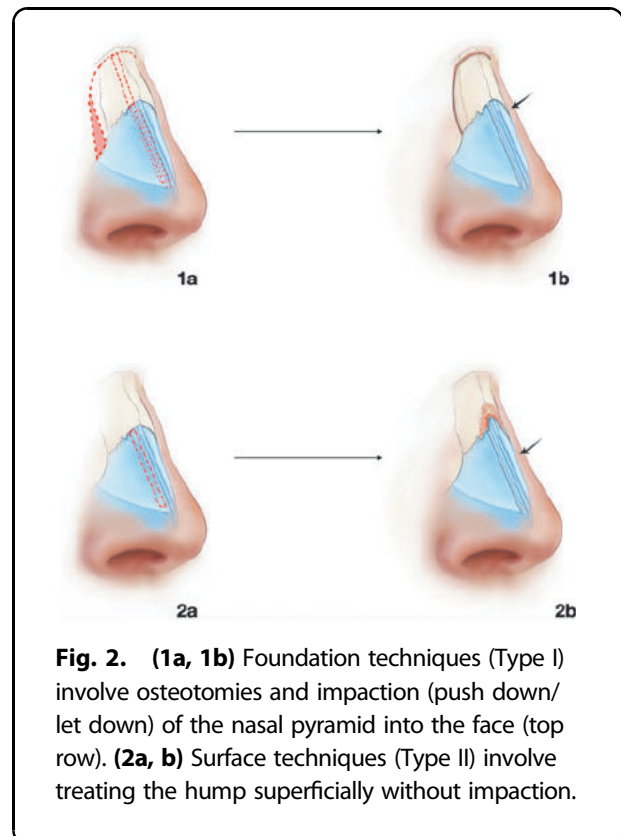 1a
1b
2a
2b
Fig. 2. (1a, 1b) Foundation techniques (Type I)
involve osteotomies and impaction (push down/
let down) of the nasal pyramid into the face (top
row). (2a, b) Surface techniques (Type II) involve
treating the hump superficially without impaction.